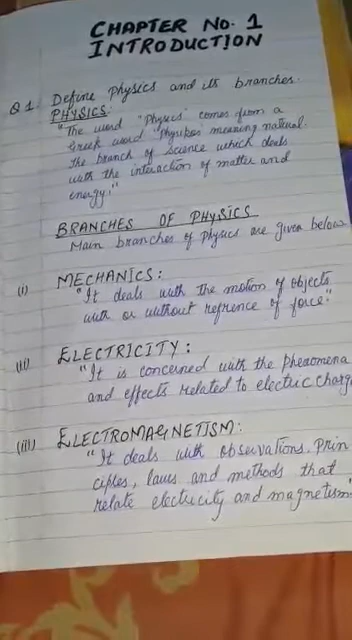 CHAPTER No. 1
INTRODUCTION
Q 1. Define physics and its branches.
PHYSICS:
"The word "Physics" comes from a
Greek word "Physikos" meaning natural.
The branch of science which deals
with the interaction of matter and
energy."
BRANCHES OF PHYSICS
Main branches of physics are given below
(i) MECHANICS:
"It deals with the motion of objects
with or without refrence of force."
(ii) ELECTRICITY:
"It is concerned with the phenomena
and effects related to electric charg
(iii) ELECTROMAGNETISM:
"It deals with observations, prin
ciples, laws and methods that
relate electricity and magnetism"